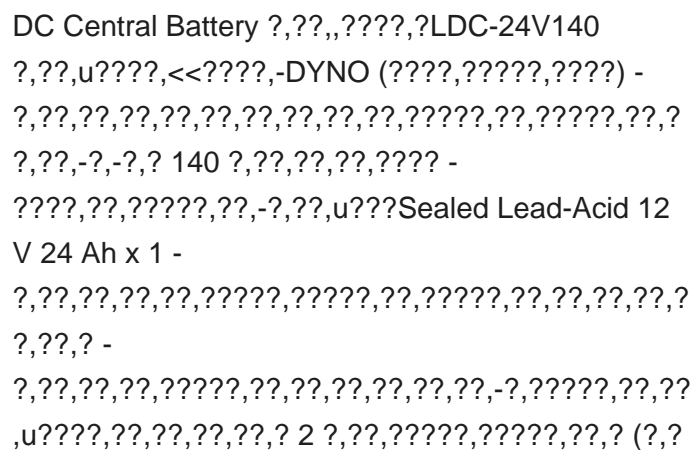 DC Central Battery ?,??,,????,?LDC-24V140
?,??,u????,<<????,-DYNO (????,?????,????) -
?,??,??,??,??,??,??,??,??,??,?????,??,?????,??,?
?,??,-?,-?,? 140 ?,??,??,??,???? -
????,??,?????,??,-?,??,u???Sealed Lead-Acid 12
V 24 Ah x 1 -
?,??,??,??,??,?????,?????,??,?????,??,??,??,??,?
?,??,? -
?,??,??,??,?????,??,??,??,??,??,??,-?,?????,??,??
,u????,??,??,??,??,? 2 ?,??,?????,?????,??,? (?,?